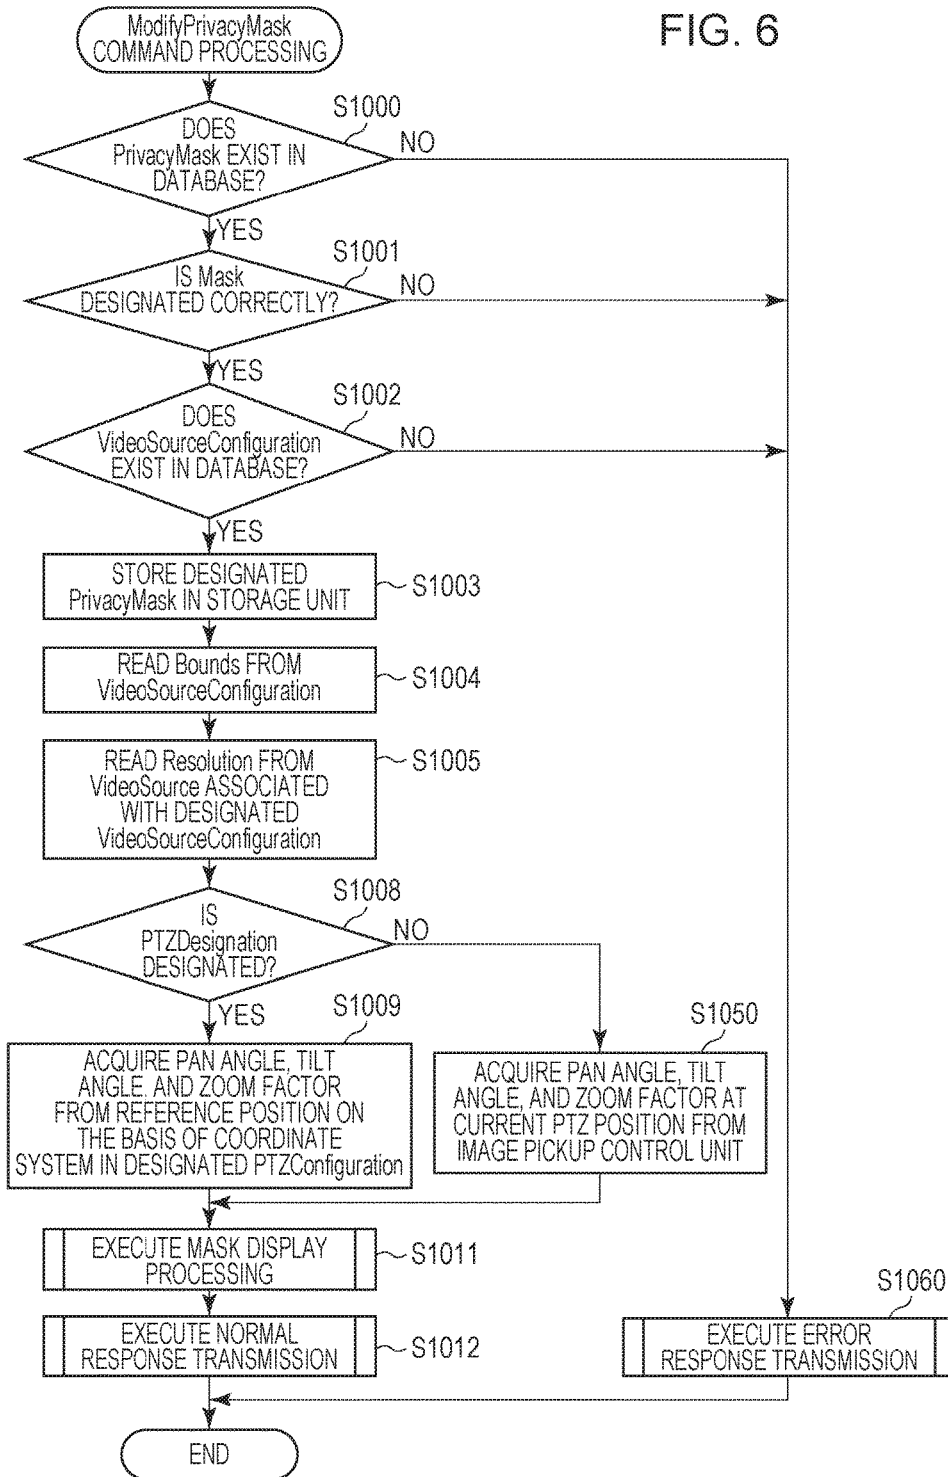 FIG. 6
ModifyPrivacyMask
COMMAND PROCESSING
S1000
DOES
PrivacyMask EXIST IN
DATABASE?
NO
YES
S1001
IS Mask
DESIGNATED CORRECTLY?
NO
YES
S1002
DOES
VideoSourceConfiguration
EXIST IN DATABASE?
NO
YES
STORE DESIGNATED
PrivacyMask IN STORAGE UNIT
S1003
READ Bounds FROM
VideoSourceConfiguration
S1004
READ Resolution FROM
VideoSource ASSOCIATED
WITH DESIGNATED
VideoSourceConfiguration
S1005
S1008
IS
PTZDesignation
DESIGNATED?
NO
YES
S1009
ACQUIRE PAN ANGLE, TILT
ANGLE. AND ZOOM FACTOR
FROM REFERENCE POSITION ON
THE BASIS OF COORDINATE
SYSTEM IN DESIGNATED PTZConfiguration
S1050
ACQUIRE PAN ANGLE, TILT
ANGLE, AND ZOOM FACTOR AT
CURRENT PTZ POSITION FROM
IMAGE PICKUP CONTROL UNIT
EXECUTE MASK DISPLAY
PROCESSING
S1011
EXECUTE NORMAL
RESPONSE TRANSMISSION
S1012
S1060
EXECUTE ERROR
RESPONSE TRANSMISSION
END